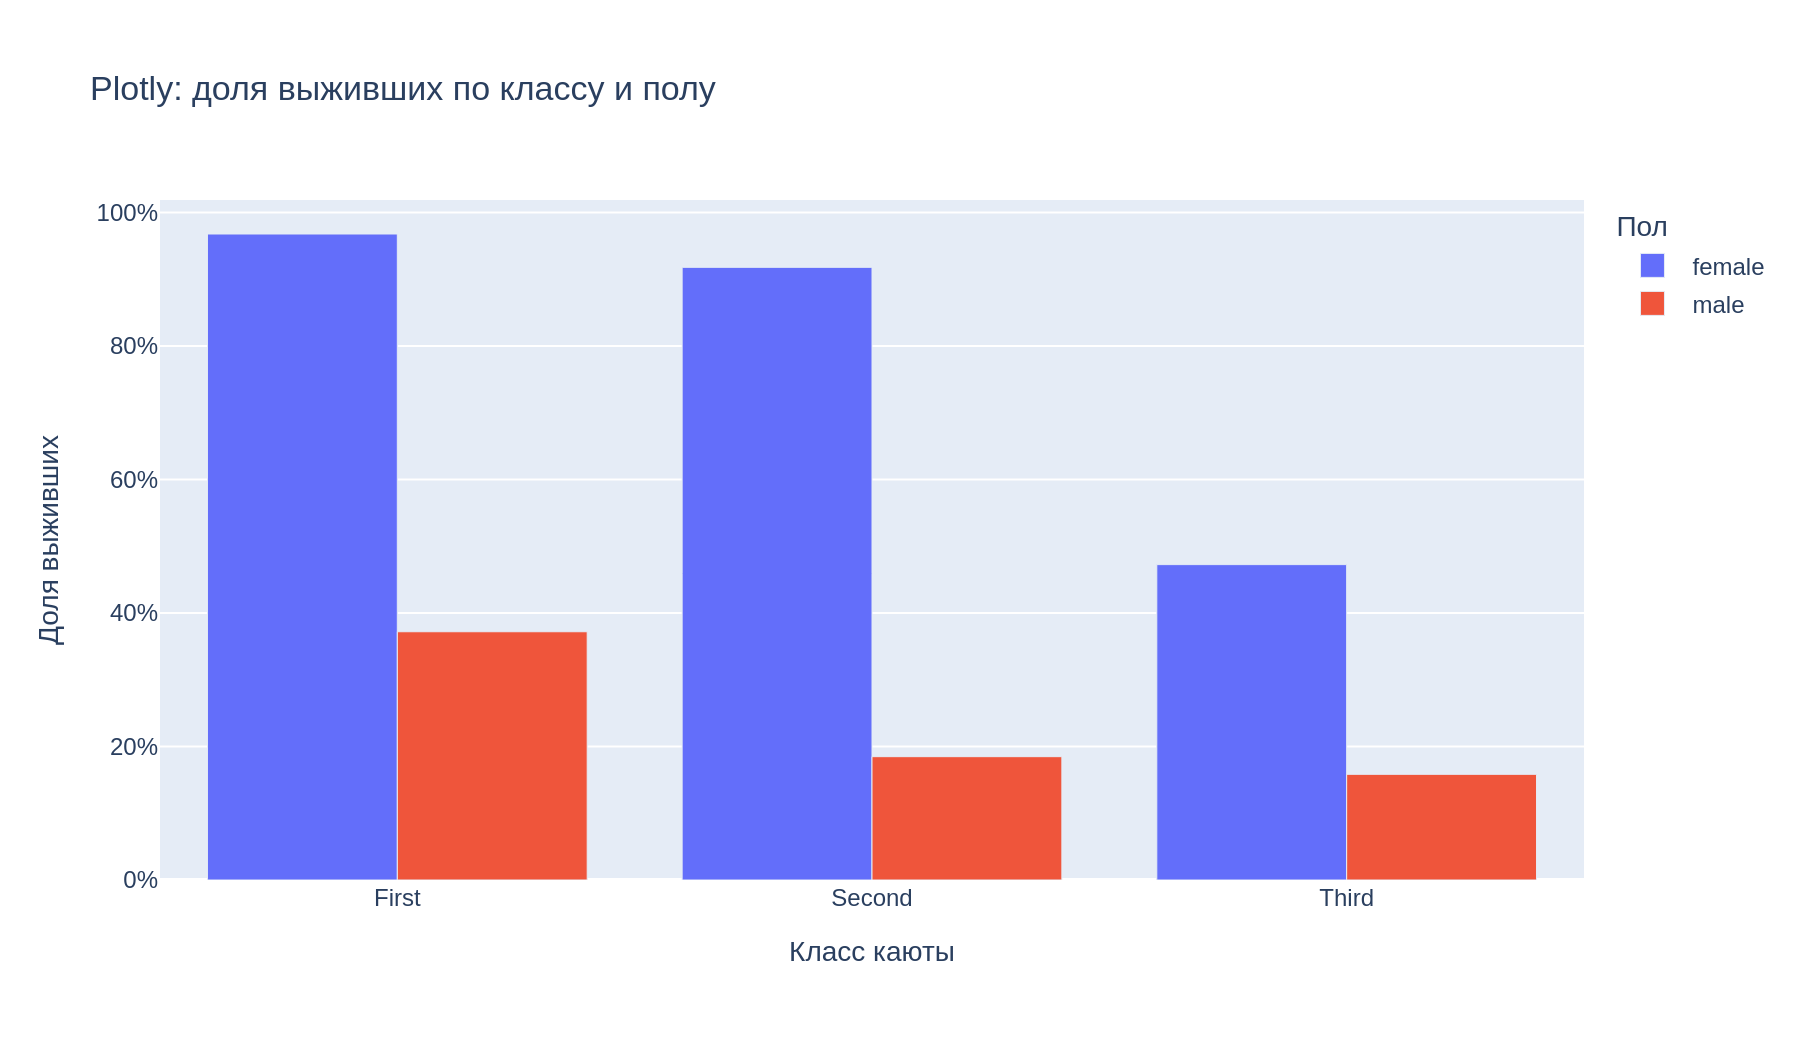 Plotly: доля выживших по классу и полу
100%
80%
60%
40%
20%
0%
Доля выживших
First
Second
Third
Класс каюты
Пол
female
male